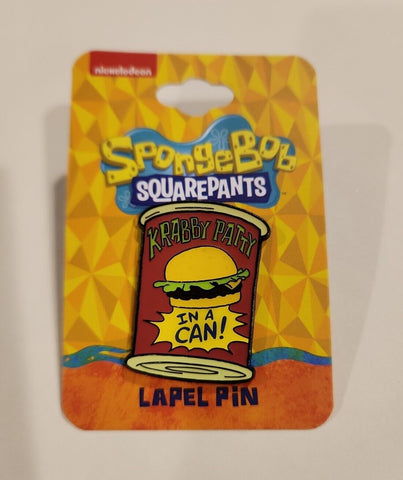 nickelodeon
SpongeBob
SQUAREPANTS
KRABBY PATTY
IN A
CAN!
LAPEL PIN